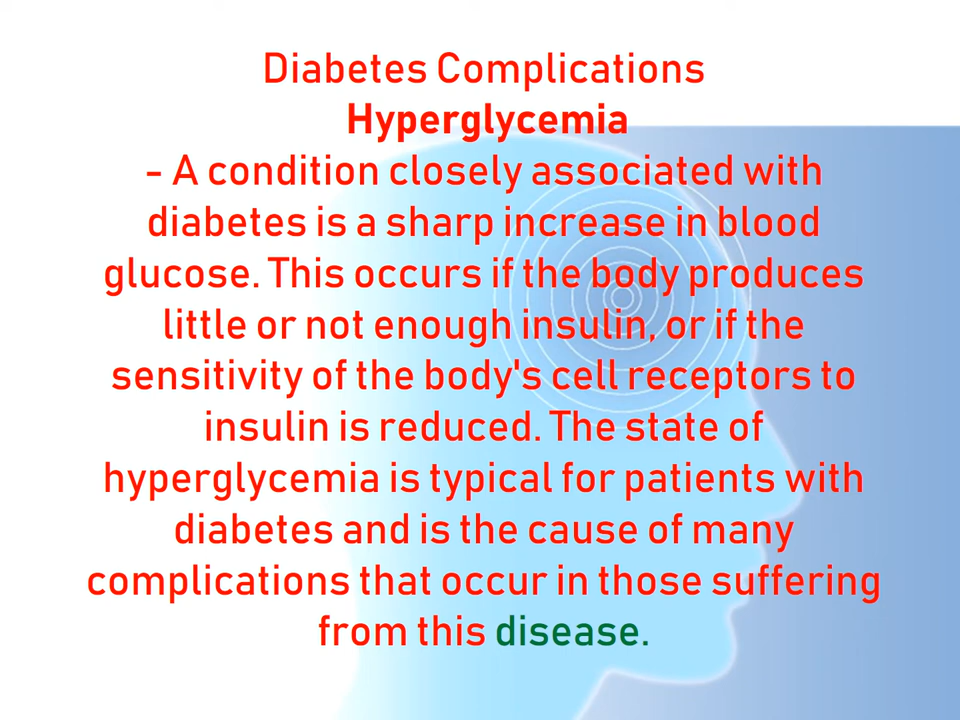 Diabetes Complications
Hyperglycemia
- A condition closely associated with
diabetes is a sharp increase in blood
glucose. This occurs if the body produces
little or not enough insulin, or if the
sensitivity of the body's cell receptors to
insulin is reduced. The state of
hyperglycemia is typical for patients with
diabetes and is the cause of many
complications that occur in those suffering
from this disease.